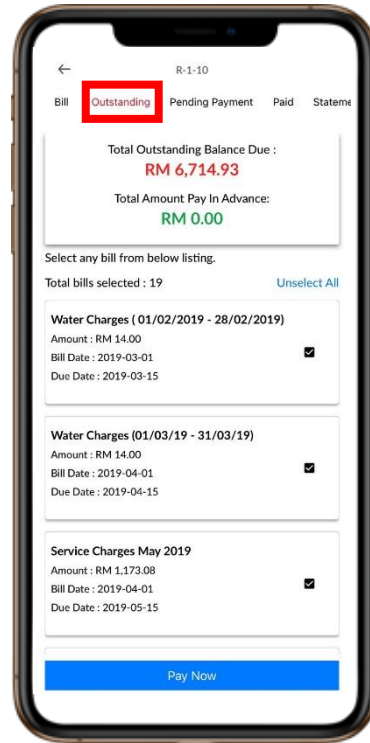 R-1-10
Bill Outstanding Pending Payment Paid Stateme
Total Outstanding Balance Due :
RM 6,714.93
Total Amount Pay In Advance:
RM 0.00
Select any bill from below listing.
Total bills selected : 19 Unselect All
Water Charges ( 01/02/2019 - 28/02/2019)
Amount : RM 14.00
Bill Date : 2019-03-01
Due Date : 2019-03-15
Water Charges (01/03/19 - 31/03/19)
Amount : RM 14.00
Bill Date : 2019-04-01
Due Date : 2019-04-15
Service Charges May 2019
Amount : RM 1,173.08
Bill Date : 2019-04-01
Due Date : 2019-05-15
Pay Now